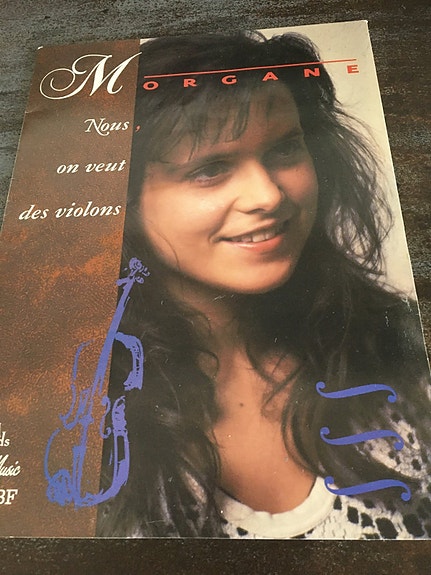 MORGANE
Nous,
on veut
des violons
ds
Music
BF